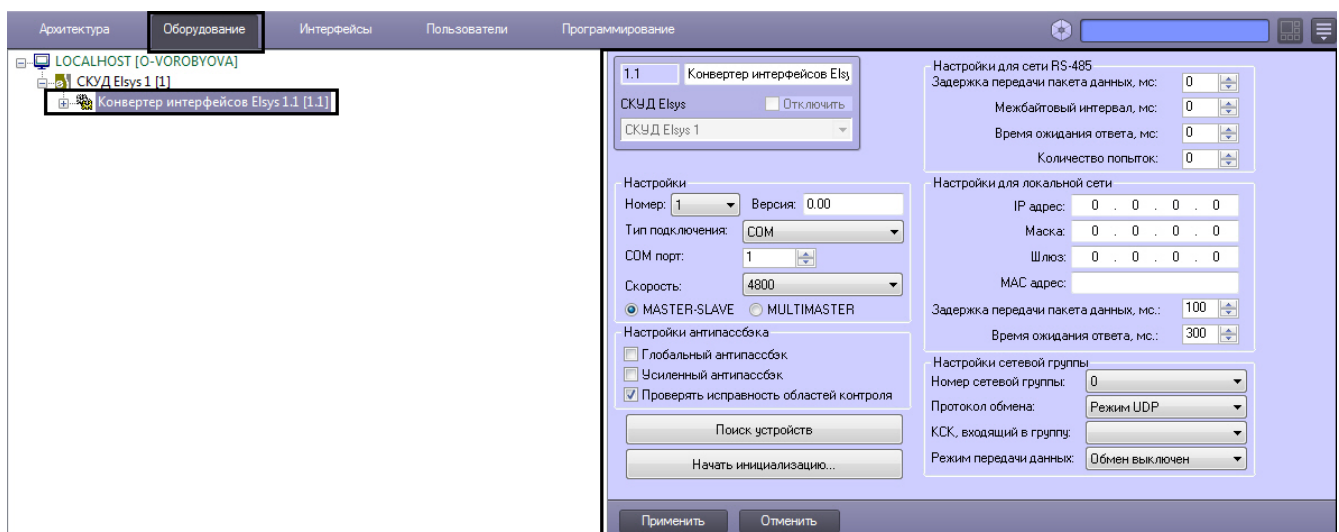 Архитектура Оборудование Интерфейсы Пользователи Программирование
LOCALHOST [O-VOROBYOVA]
СКУД Elsys 1 [1]
Конвертер интерфейсов Elsys 1.1 [1.1]
1.1 Конвертер интерфейсов Els
СКУД Elsys Отключить
СКУД Elsys 1
Настройки
Номер: 1 Версия: 0.00
Тип подключения: COM
COM порт: 1
Скорость: 4800
MASTER-SLAVE MULTIMASTER
Настройки антипассбэка
Глобальный антипассбэк
Усиленный антипассбэк
Проверять исправность областей контроля
Поиск устройств
Начать инициализацию...
Настройки для сети RS-485
Задержка передачи пакета данных, мс: 0
Межбайтовый интервал, мс: 0
Время ожидания ответа, мс: 0
Количество попыток: 0
Настройки для локальной сети
IP адрес: 0 . 0 . 0 . 0
Маска: 0 . 0 . 0 . 0
Шлюз: 0 . 0 . 0 . 0
MAC адрес:
Задержка передачи пакета данных, мс.: 100
Время ожидания ответа, мс.: 300
Настройки сетевой группы
Номер сетевой группы: 0
Протокол обмена: Режим UDP
КСК, входящий в группу:
Режим передачи данных: Обмен выключен
Применить Отменить